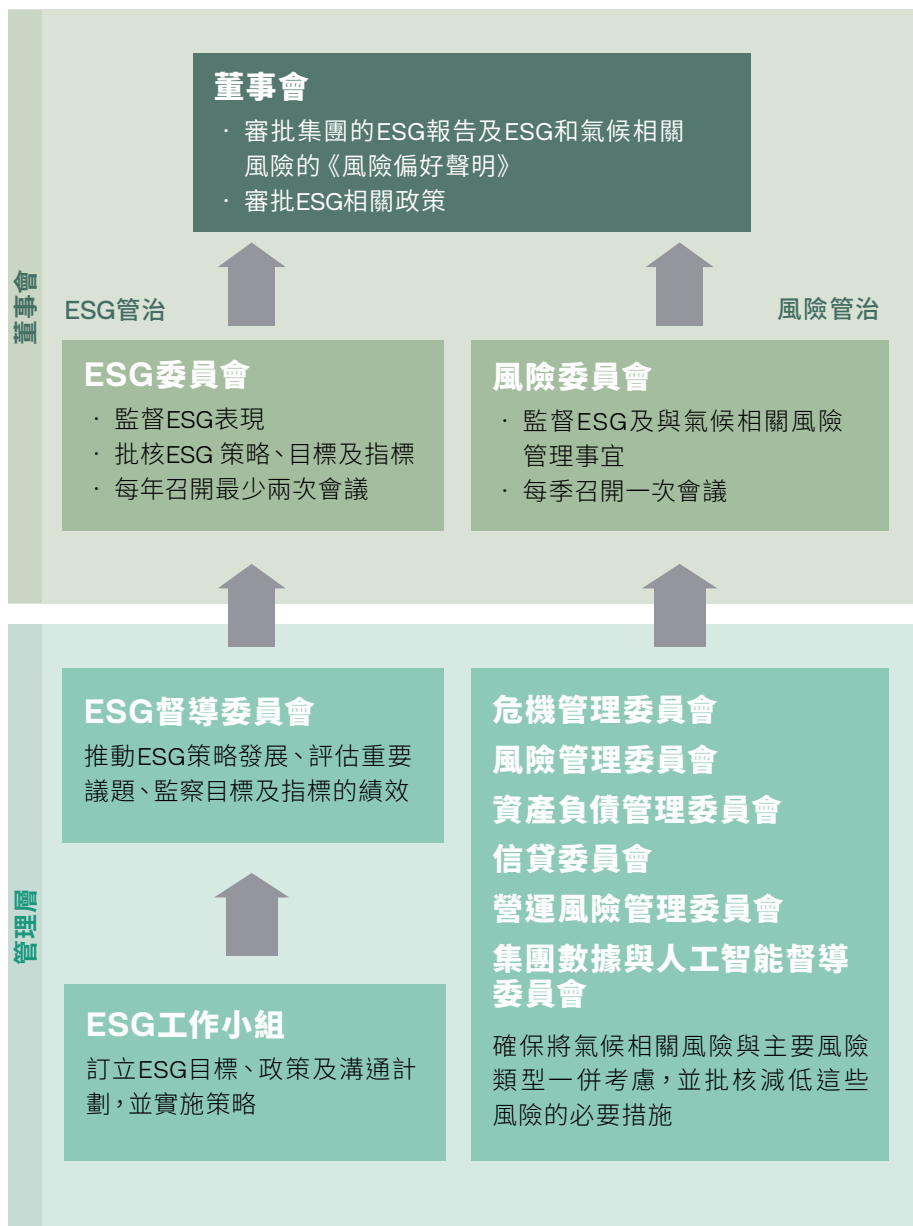 董事會
董事會
· 審批集團的ESG報告及ESG和氣候相關
風險的《風險偏好聲明》
· 審批ESG相關政策
ESG管治
風險管治
ESG委員會
· 監督ESG表現
· 批核ESG 策略、目標及指標
· 每年召開最少兩次會議
風險委員會
· 監督ESG及與氣候相關風險
管理事宜
· 每季召開一次會議
管理層
ESG督導委員會
推動ESG策略發展、評估重要
議題、監察目標及指標的績效
ESG工作小組
訂立ESG目標、政策及溝通計
劃，並實施策略
危機管理委員會
風險管理委員會
資產負債管理委員會
信貸委員會
營運風險管理委員會
集團數據與人工智能督導
委員會
確保將氣候相關風險與主要風險
類型一併考慮，並批核減低這些
風險的必要措施